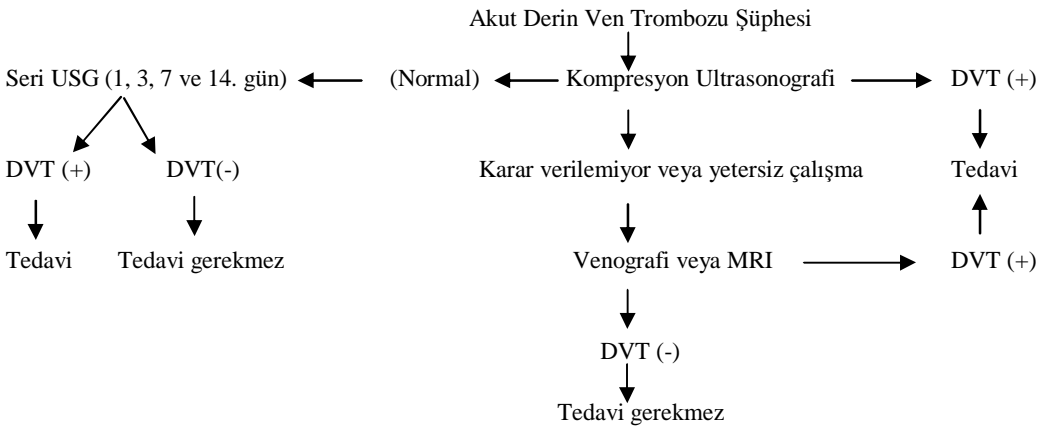 Akut Derin Ven Trombozu Şüphesi
Seri USG (1, 3, 7 ve 14. gün) (Normal) Kompresyon Ultrasonografi DVT (+)
DVT (+) DVT(-) Karar verilemiyor veya yetersiz çalışma Tedavi
Tedavi Tedavi gerekmez Venografi veya MRI DVT (+)
DVT (-)
Tedavi gerekmez